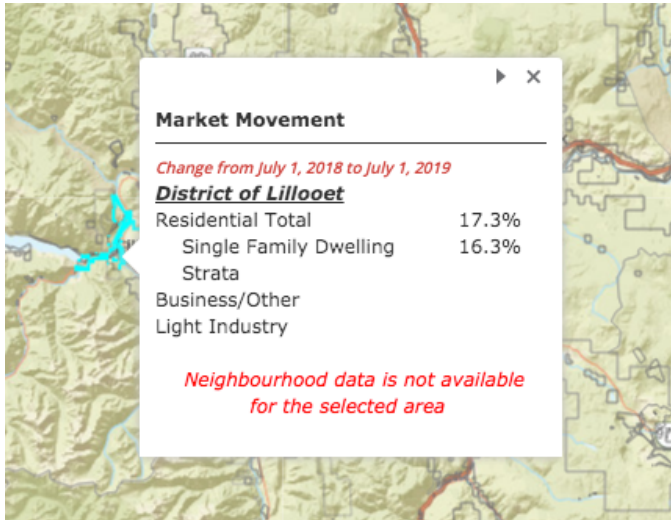 Market Movement
Change from July 1, 2018 to July 1, 2019
District of Lillooet
Residential Total 17.3%
Single Family Dwelling 16.3%
Strata
Business/Other
Light Industry
Neighbourhood data is not available
for the selected area